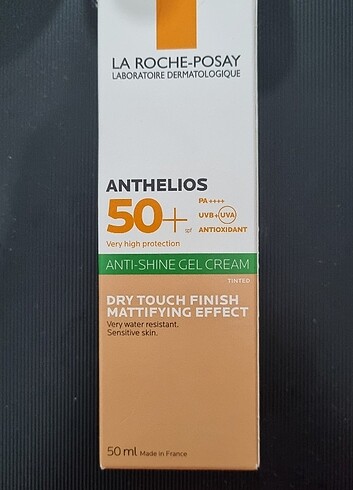 LA ROCHE-POSAY
LABORATOIRE DERMATOLOGIQUE
ANTHELIOS
50+
spf
PA++++
UVB+UVA
ANTIOXIDANT
Very high protection
ANTI-SHINE GEL CREAM
TINTED
DRY TOUCH FINISH
MATTIFYING EFFECT
Very water resistant.
Sensitive skin.
50 ml Made in France